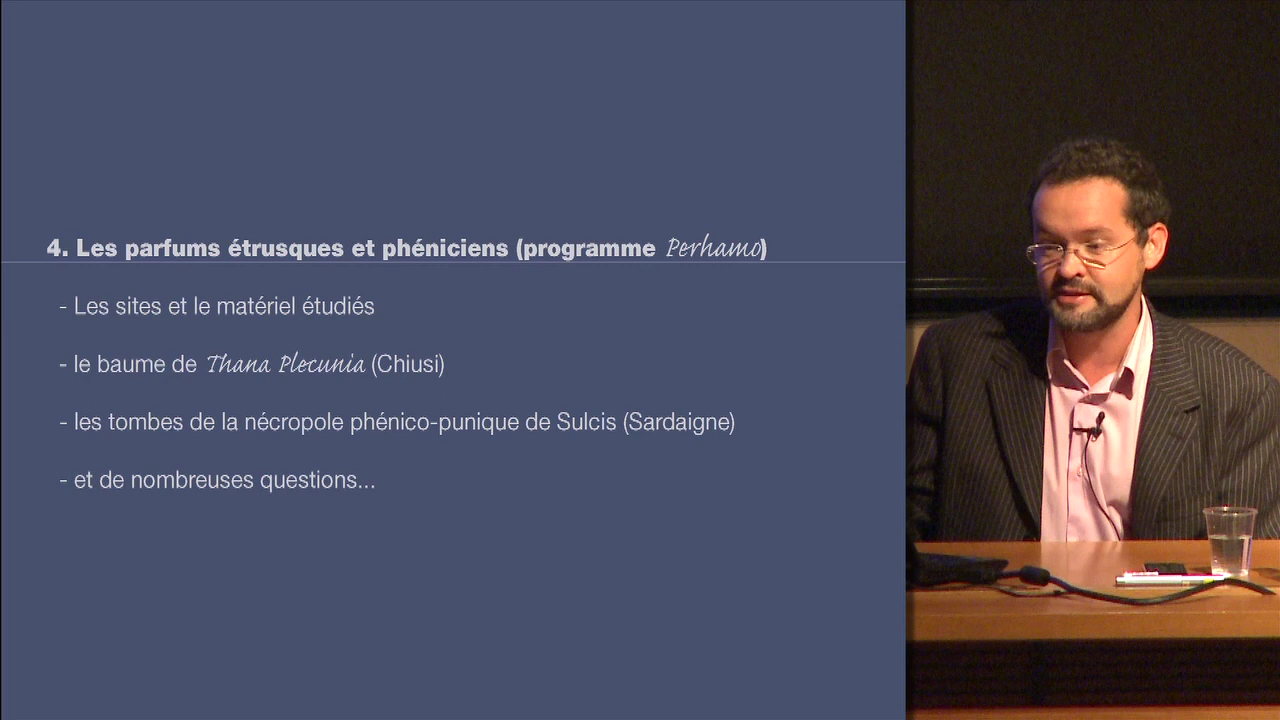 4. Les parfums étrusques et phéniciens (programme Perhamo)
- Les sites et le matériel étudiés
- le baume de Thana Plecunia (Chiusi)
- les tombes de la nécropole phénico-punique de Sulcis (Sardaigne)
- et de nombreuses questions...